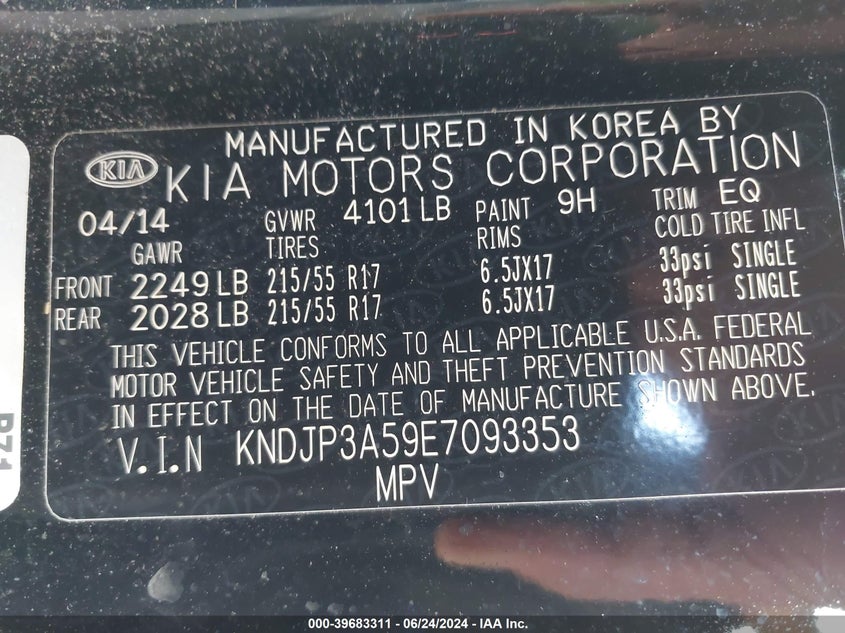 MANUFACTURED IN KOREA BY
KIA KIA MOTORS CORPORATION
04/14 GVWR 4101 LB PAINT 9H TRIM EQ
GAWR TIRES RIMS COLD TIRE INFL
FRONT 2249 LB 215/55 R17 6.5JX17 33psi SINGLE
REAR 2028 LB 215/55 R17 6.5JX17 33psi SINGLE
THIS VEHICLE CONFORMS TO ALL APPLICABLE U.S.A. FEDERAL
MOTOR VEHICLE SAFETY AND THEFT PREVENTION STANDARDS
IN EFFECT ON THE DATE OF MANUFACTURE SHOWN ABOVE.
V.I.N KNDJP3A59E7093353
MPV
000-39683311 - 06/24/2024 - IAA Inc.